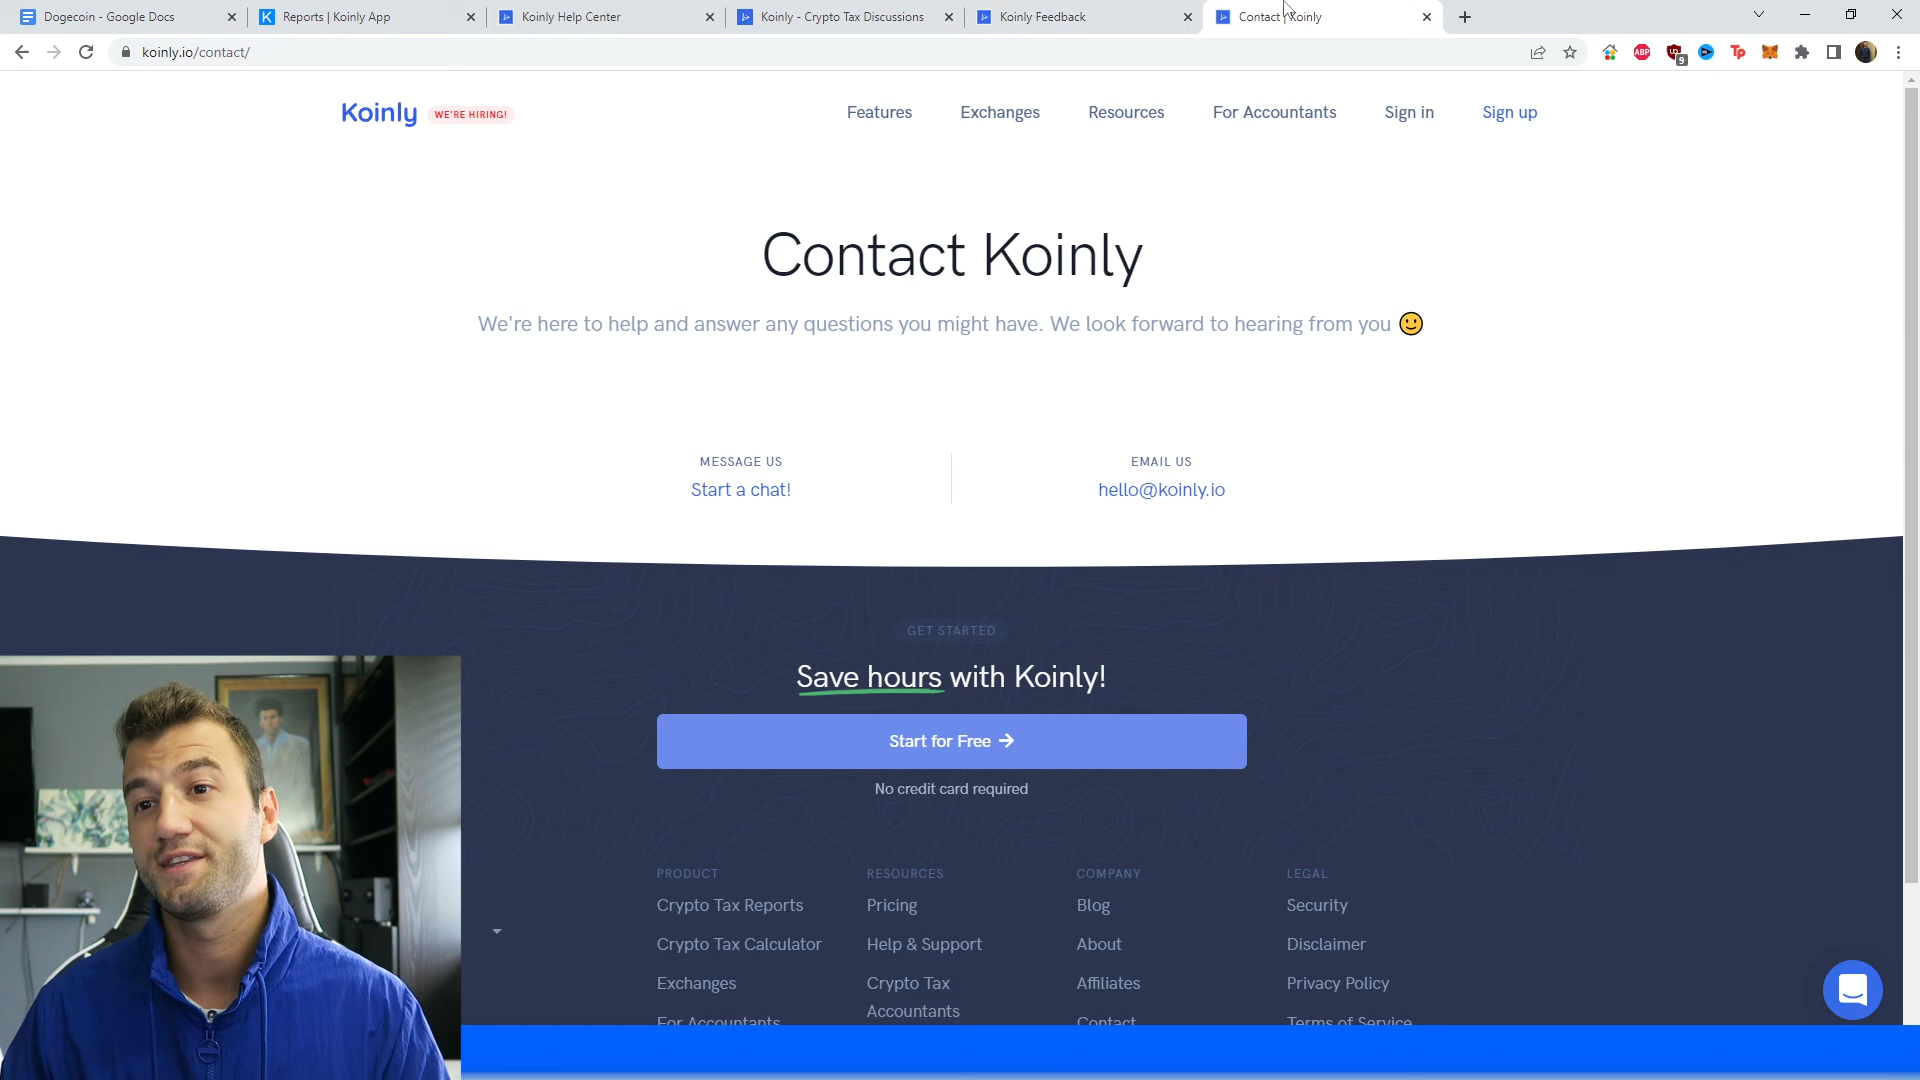 Dogecoin - Google Docs
Reports | Koinly App
Koinly Help Center
Koinly - Crypto Tax Discussions
Koinly Feedback
Contact | Koinly
koinly.io/contact/
ABP
9
Tp
Koinly
WE'RE HIRING!
Features
Exchanges
Resources
For Accountants
Sign in
Sign up
Contact Koinly
We're here to help and answer any questions you might have. We look forward to hearing from you
MESSAGE US
Start a chat!
EMAIL US
hello@koinly.io
GET STARTED
Save hours with Koinly!
Start for Free →
No credit card required
PRODUCT
Crypto Tax Reports
Crypto Tax Calculator
Exchanges
For Accountants
RESOURCES
Pricing
Help & Support
Crypto Tax
Accountants
COMPANY
Blog
About
Affiliates
Contact
LEGAL
Security
Disclaimer
Privacy Policy
Terms of Service